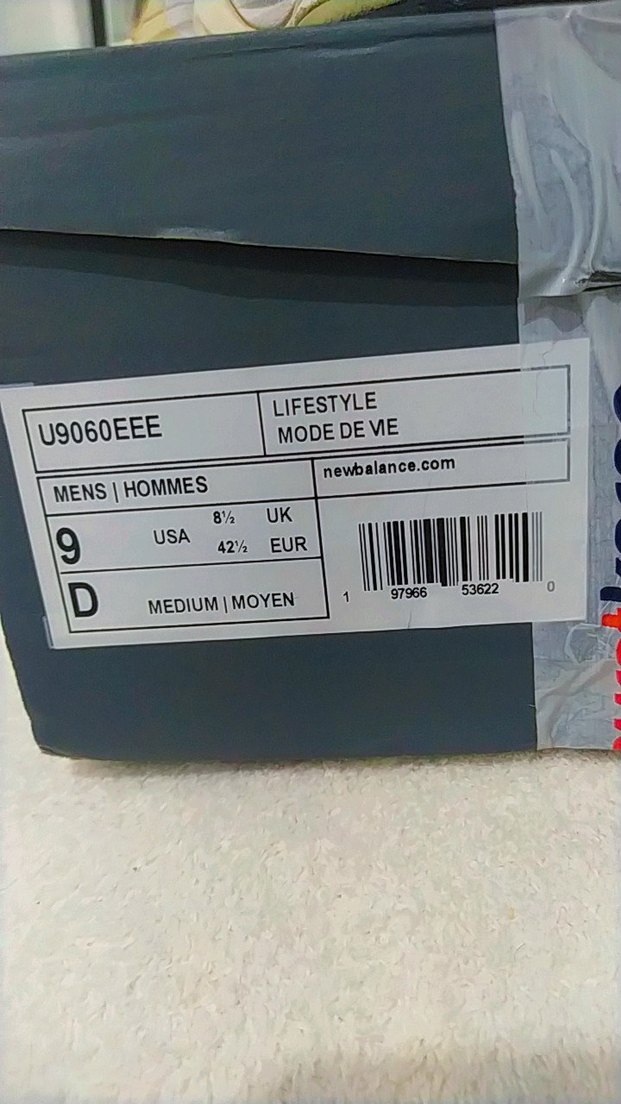 U9060EEE
LIFESTYLE
MODE DE VIE
MENS | HOMMES
newbalance.com
9 USA 8½ UK
42½ EUR
D MEDIUM | MOYEN
1 97966 53622 0